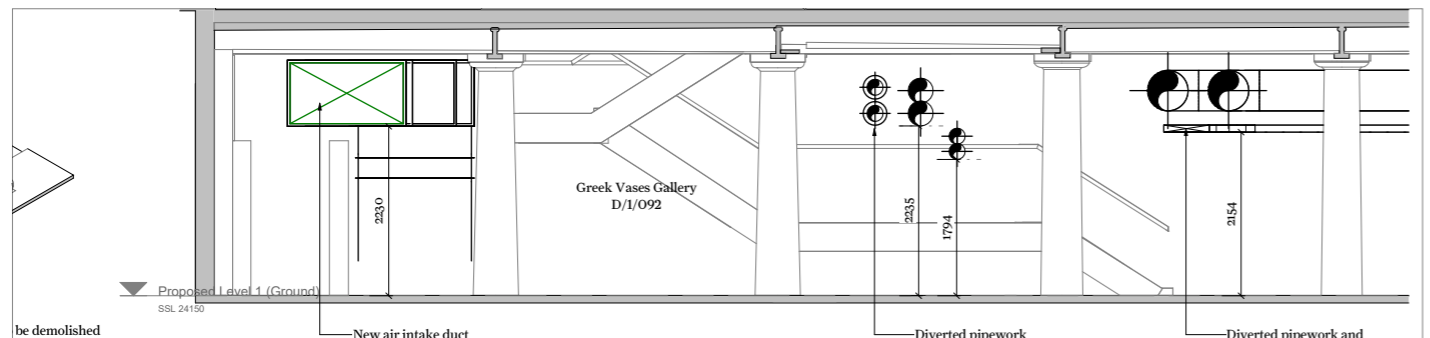 Greek Vases Gallery
D/1/092
2230
2235
1794
2154
Proposed Level 1 (Ground)
SSL 24150
be demolished
New air intake duct
Diverted pipework
Diverted pipework and